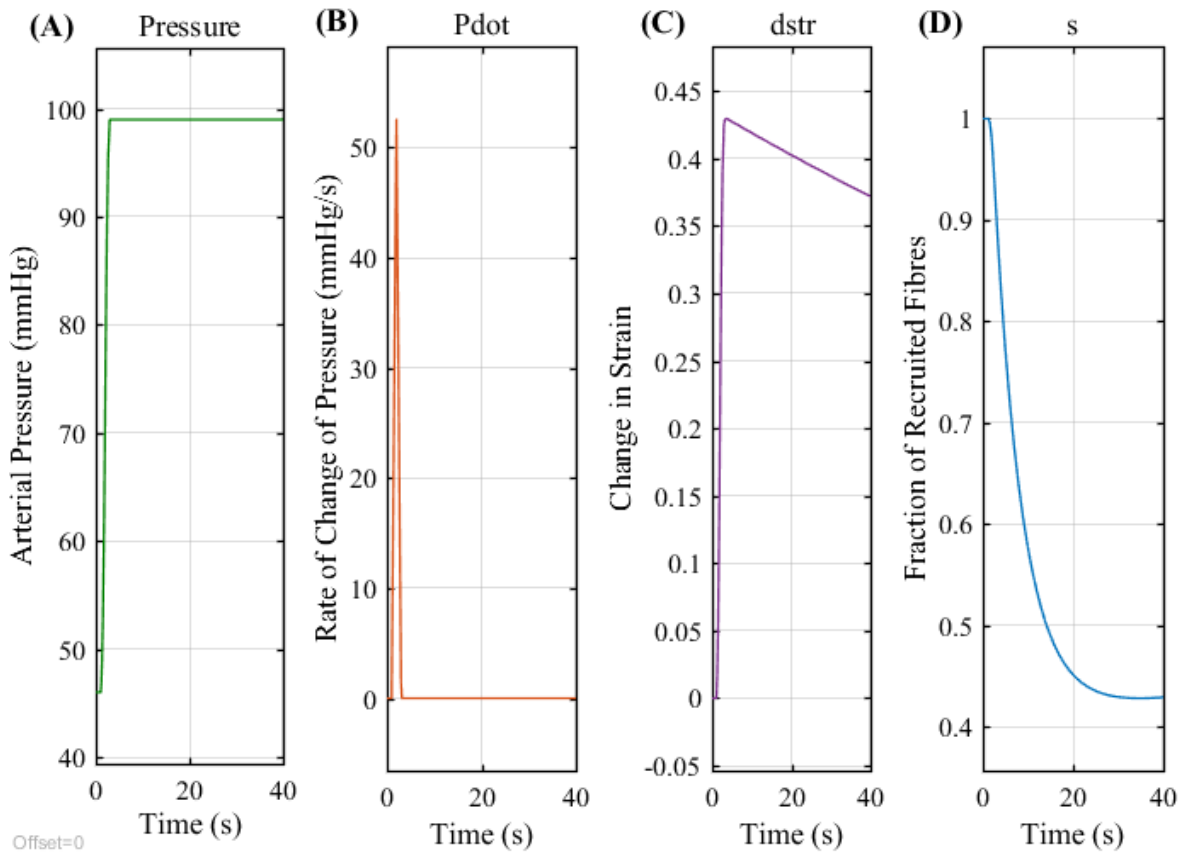 (A) Pressure
Arterial Pressure (mmHg)
100
90
80
70
60
50
40
0 20 40
Time (s)
Offset=0
(B) Pdot
Rate of Change of Pressure (mmHg/s)
50
40
30
20
10
0
0 20 40
Time (s)
(C) dstr
Change in Strain
0.45
0.4
0.35
0.3
0.25
0.2
0.15
0.1
0.05
0
-0.05
0 20 40
Time (s)
(D) s
Fraction of Recruited Fibres
1
0.9
0.8
0.7
0.6
0.5
0.4
0 20 40
Time (s)